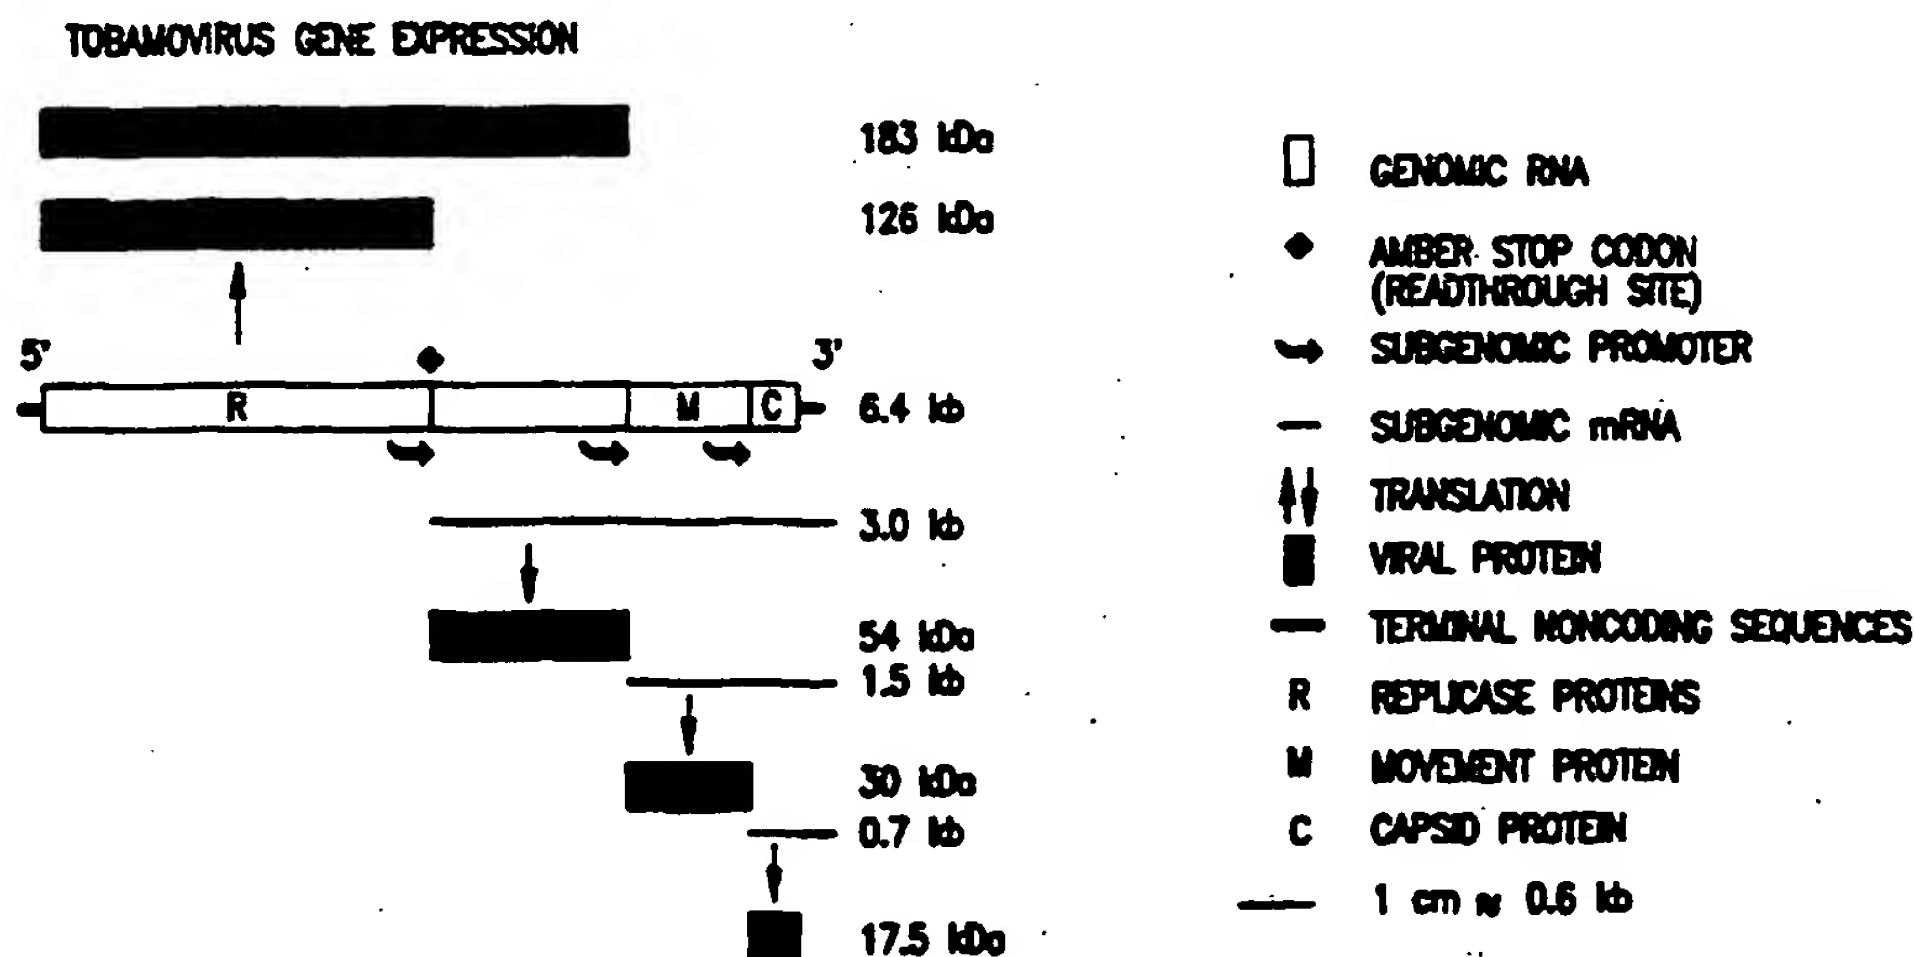 TOBAMOVIRUS GENE EXPRESSION
183 kDa
126 kDa
5' 3'
R M C 6.4 kb
3.0 kb
54 kDa
1.5 kb
30 kDa
0.7 kb
17.5 kDa
GENOMIC RNA
AMBER STOP CODON
(READTHROUGH SITE)
SUBGENOMIC PROMOTER
SUBGENOMIC mRNA
TRANSLATION
VIRAL PROTEIN
TERMINAL NONCODING SEQUENCES
R REPLICASE PROTEINS
M MOVEMENT PROTEIN
C CAPSID PROTEIN
1 cm ≈ 0.6 kb